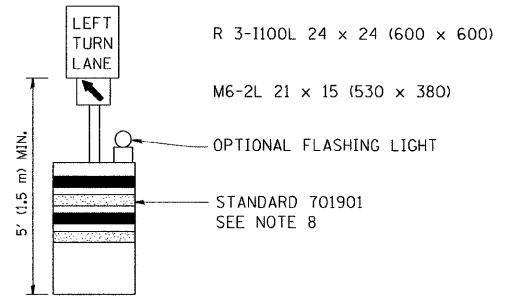 LEFT
TURN
LANE
R 3-I100L 24 x 24 (600 x 600)
M6-2L 21 x 15 (530 x 380)
OPTIONAL FLASHING LIGHT
STANDARD 701901
SEE NOTE 8
5' (1.5 m) MIN.